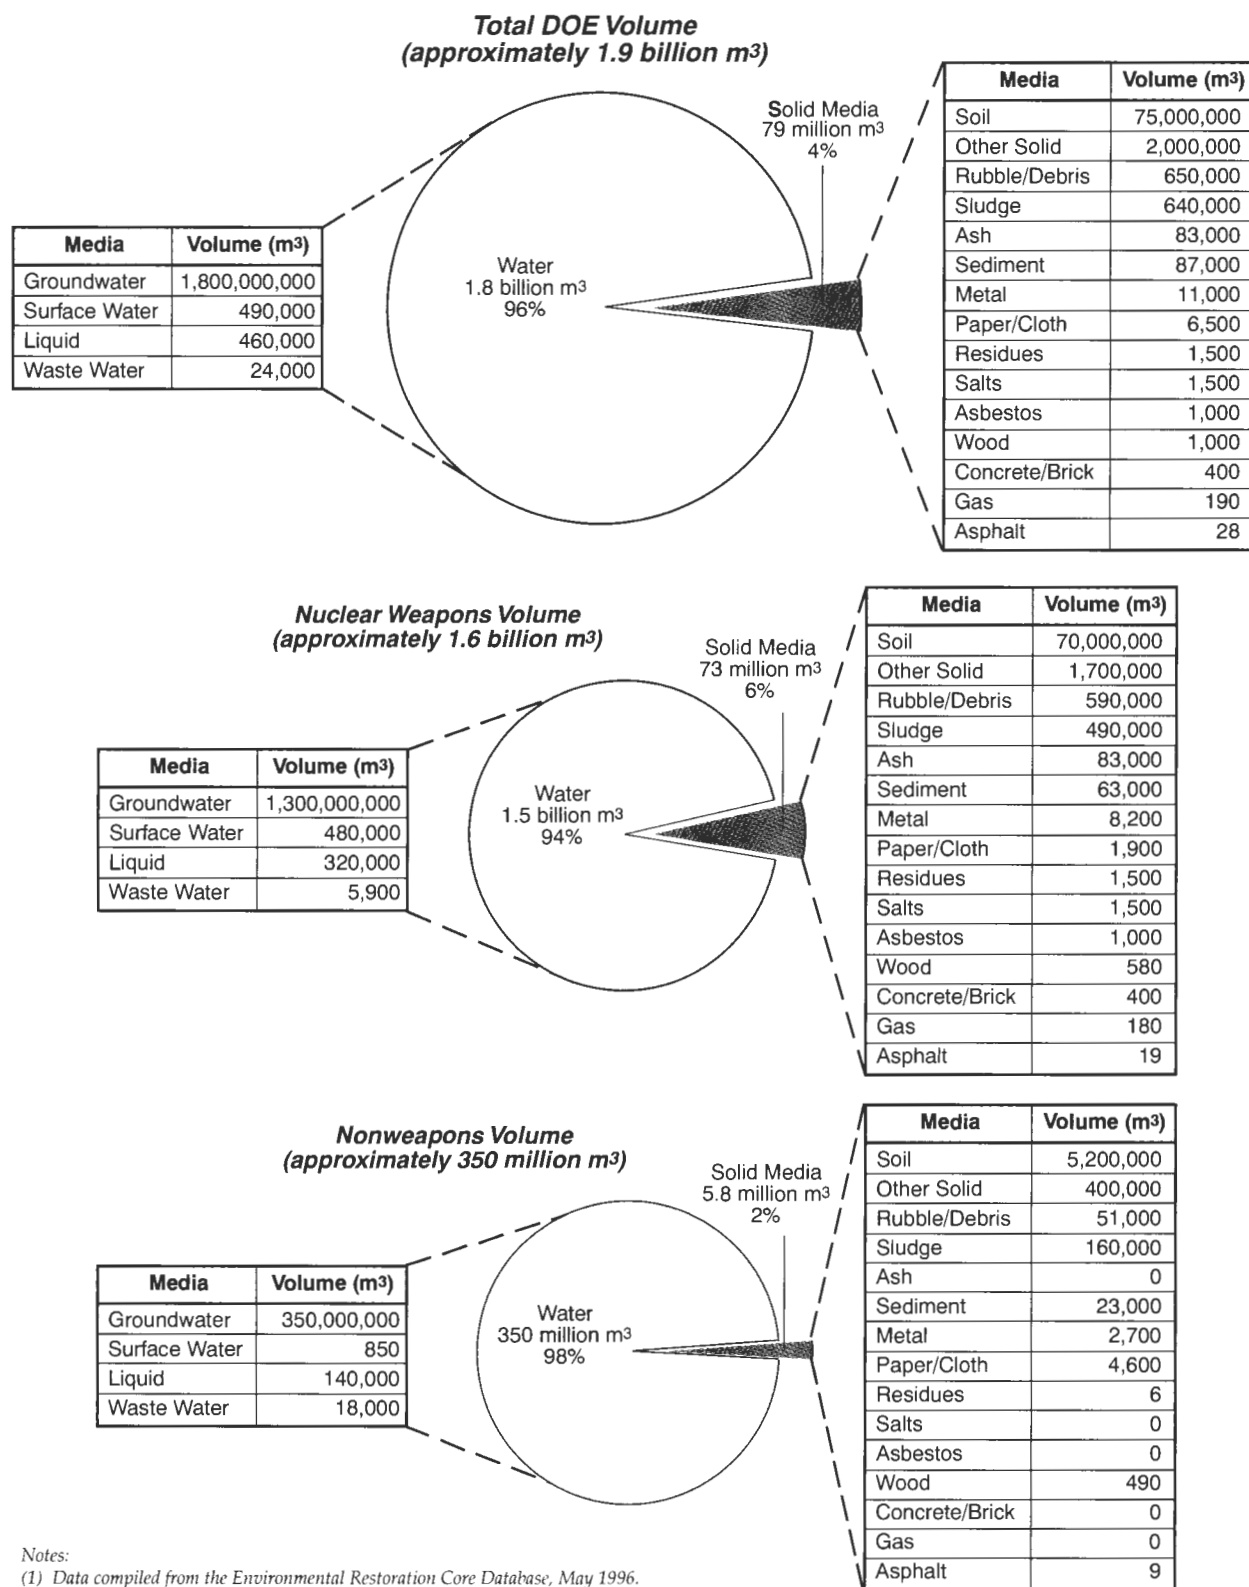 Total DOE Volume
(approximately 1.9 billion m³)
Solid Media
79 million m³
4%
Water
1.8 billion m³
96%
Media Volume (m³)
Groundwater 1,800,000,000
Surface Water 490,000
Liquid 460,000
Waste Water 24,000
Media Volume (m³)
Soil 75,000,000
Other Solid 2,000,000
Rubble/Debris 650,000
Sludge 640,000
Ash 83,000
Sediment 87,000
Metal 11,000
Paper/Cloth 6,500
Residues 1,500
Salts 1,500
Asbestos 1,000
Wood 1,000
Concrete/Brick 400
Gas 190
Asphalt 28
Nuclear Weapons Volume
(approximately 1.6 billion m³)
Solid Media
73 million m³
6%
Water
1.5 billion m³
94%
Media Volume (m³)
Groundwater 1,300,000,000
Surface Water 480,000
Liquid 320,000
Waste Water 5,900
Media Volume (m³)
Soil 70,000,000
Other Solid 1,700,000
Rubble/Debris 590,000
Sludge 490,000
Ash 83,000
Sediment 63,000
Metal 8,200
Paper/Cloth 1,900
Residues 1,500
Salts 1,500
Asbestos 1,000
Wood 580
Concrete/Brick 400
Gas 180
Asphalt 19
Nonweapons Volume
(approximately 350 million m³)
Solid Media
5.8 million m³
2%
Water
350 million m³
98%
Media Volume (m³)
Groundwater 350,000,000
Surface Water 850
Liquid 140,000
Waste Water 18,000
Media Volume (m³)
Soil 5,200,000
Other Solid 400,000
Rubble/Debris 51,000
Sludge 160,000
Ash 0
Sediment 23,000
Metal 2,700
Paper/Cloth 4,600
Residues 6
Salts 0
Asbestos 0
Wood 490
Concrete/Brick 0
Gas 0
Asphalt 9
Notes:
(1) Data compiled from the Environmental Restoration Core Database, May 1996.